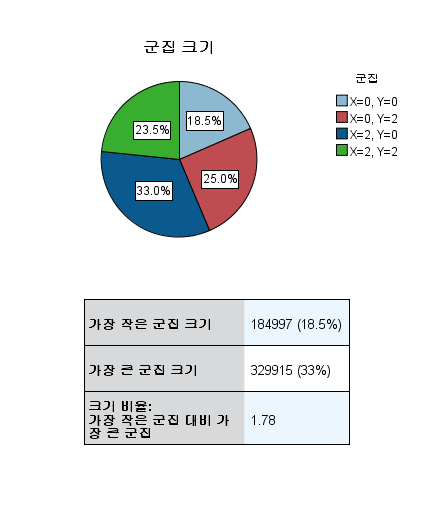 군집 크기
군집
X=0, Y=0
X=0, Y=2
X=2, Y=0
X=2, Y=2
18.5%
25.0%
33.0%
23.5%
가장 작은 군집 크기
184997 (18.5%)
가장 큰 군집 크기
329915 (33%)
크기 비율:
가장 작은 군집 대비 가
장 큰 군집
1.78